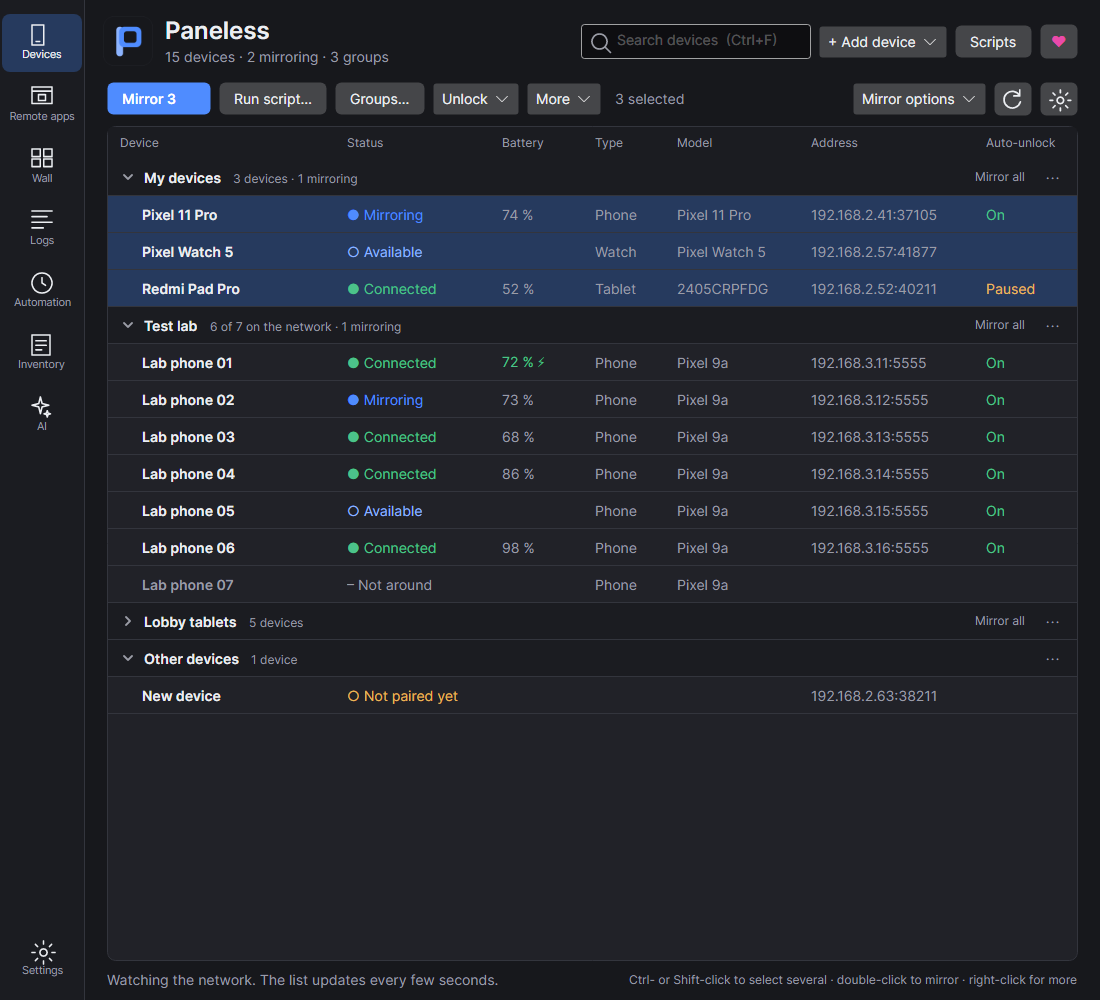 Devices
Remote apps
Wall
Logs
Automation
Inventory
AI
Settings
Paneless
15 devices · 2 mirroring · 3 groups
Search devices (Ctrl+F)
+ Add device
Scripts
Mirror 3
Run script...
Groups...
Unlock
More
3 selected
Mirror options
Device Status Battery Type Model Address Auto-unlock
My devices 3 devices · 1 mirroring Mirror all ...
Pixel 11 Pro Mirroring 74 % Phone Pixel 11 Pro 192.168.2.41:37105 On
Pixel Watch 5 Available Watch Pixel Watch 5 192.168.2.57:41877
Redmi Pad Pro Connected 52 % Tablet 2405CRPFDG 192.168.2.52:40211 Paused
Test lab 6 of 7 on the network · 1 mirroring Mirror all ...
Lab phone 01 Connected 72 % ⚡ Phone Pixel 9a 192.168.3.11:5555 On
Lab phone 02 Mirroring 73 % Phone Pixel 9a 192.168.3.12:5555 On
Lab phone 03 Connected 68 % Phone Pixel 9a 192.168.3.13:5555 On
Lab phone 04 Connected 86 % Phone Pixel 9a 192.168.3.14:5555 On
Lab phone 05 Available Phone Pixel 9a 192.168.3.15:5555 On
Lab phone 06 Connected 98 % Phone Pixel 9a 192.168.3.16:5555 On
Lab phone 07 – Not around Phone Pixel 9a
Lobby tablets 5 devices Mirror all ...
Other devices 1 device ...
New device Not paired yet 192.168.2.63:38211
Watching the network. The list updates every few seconds.
Ctrl- or Shift-click to select several · double-click to mirror · right-click for more